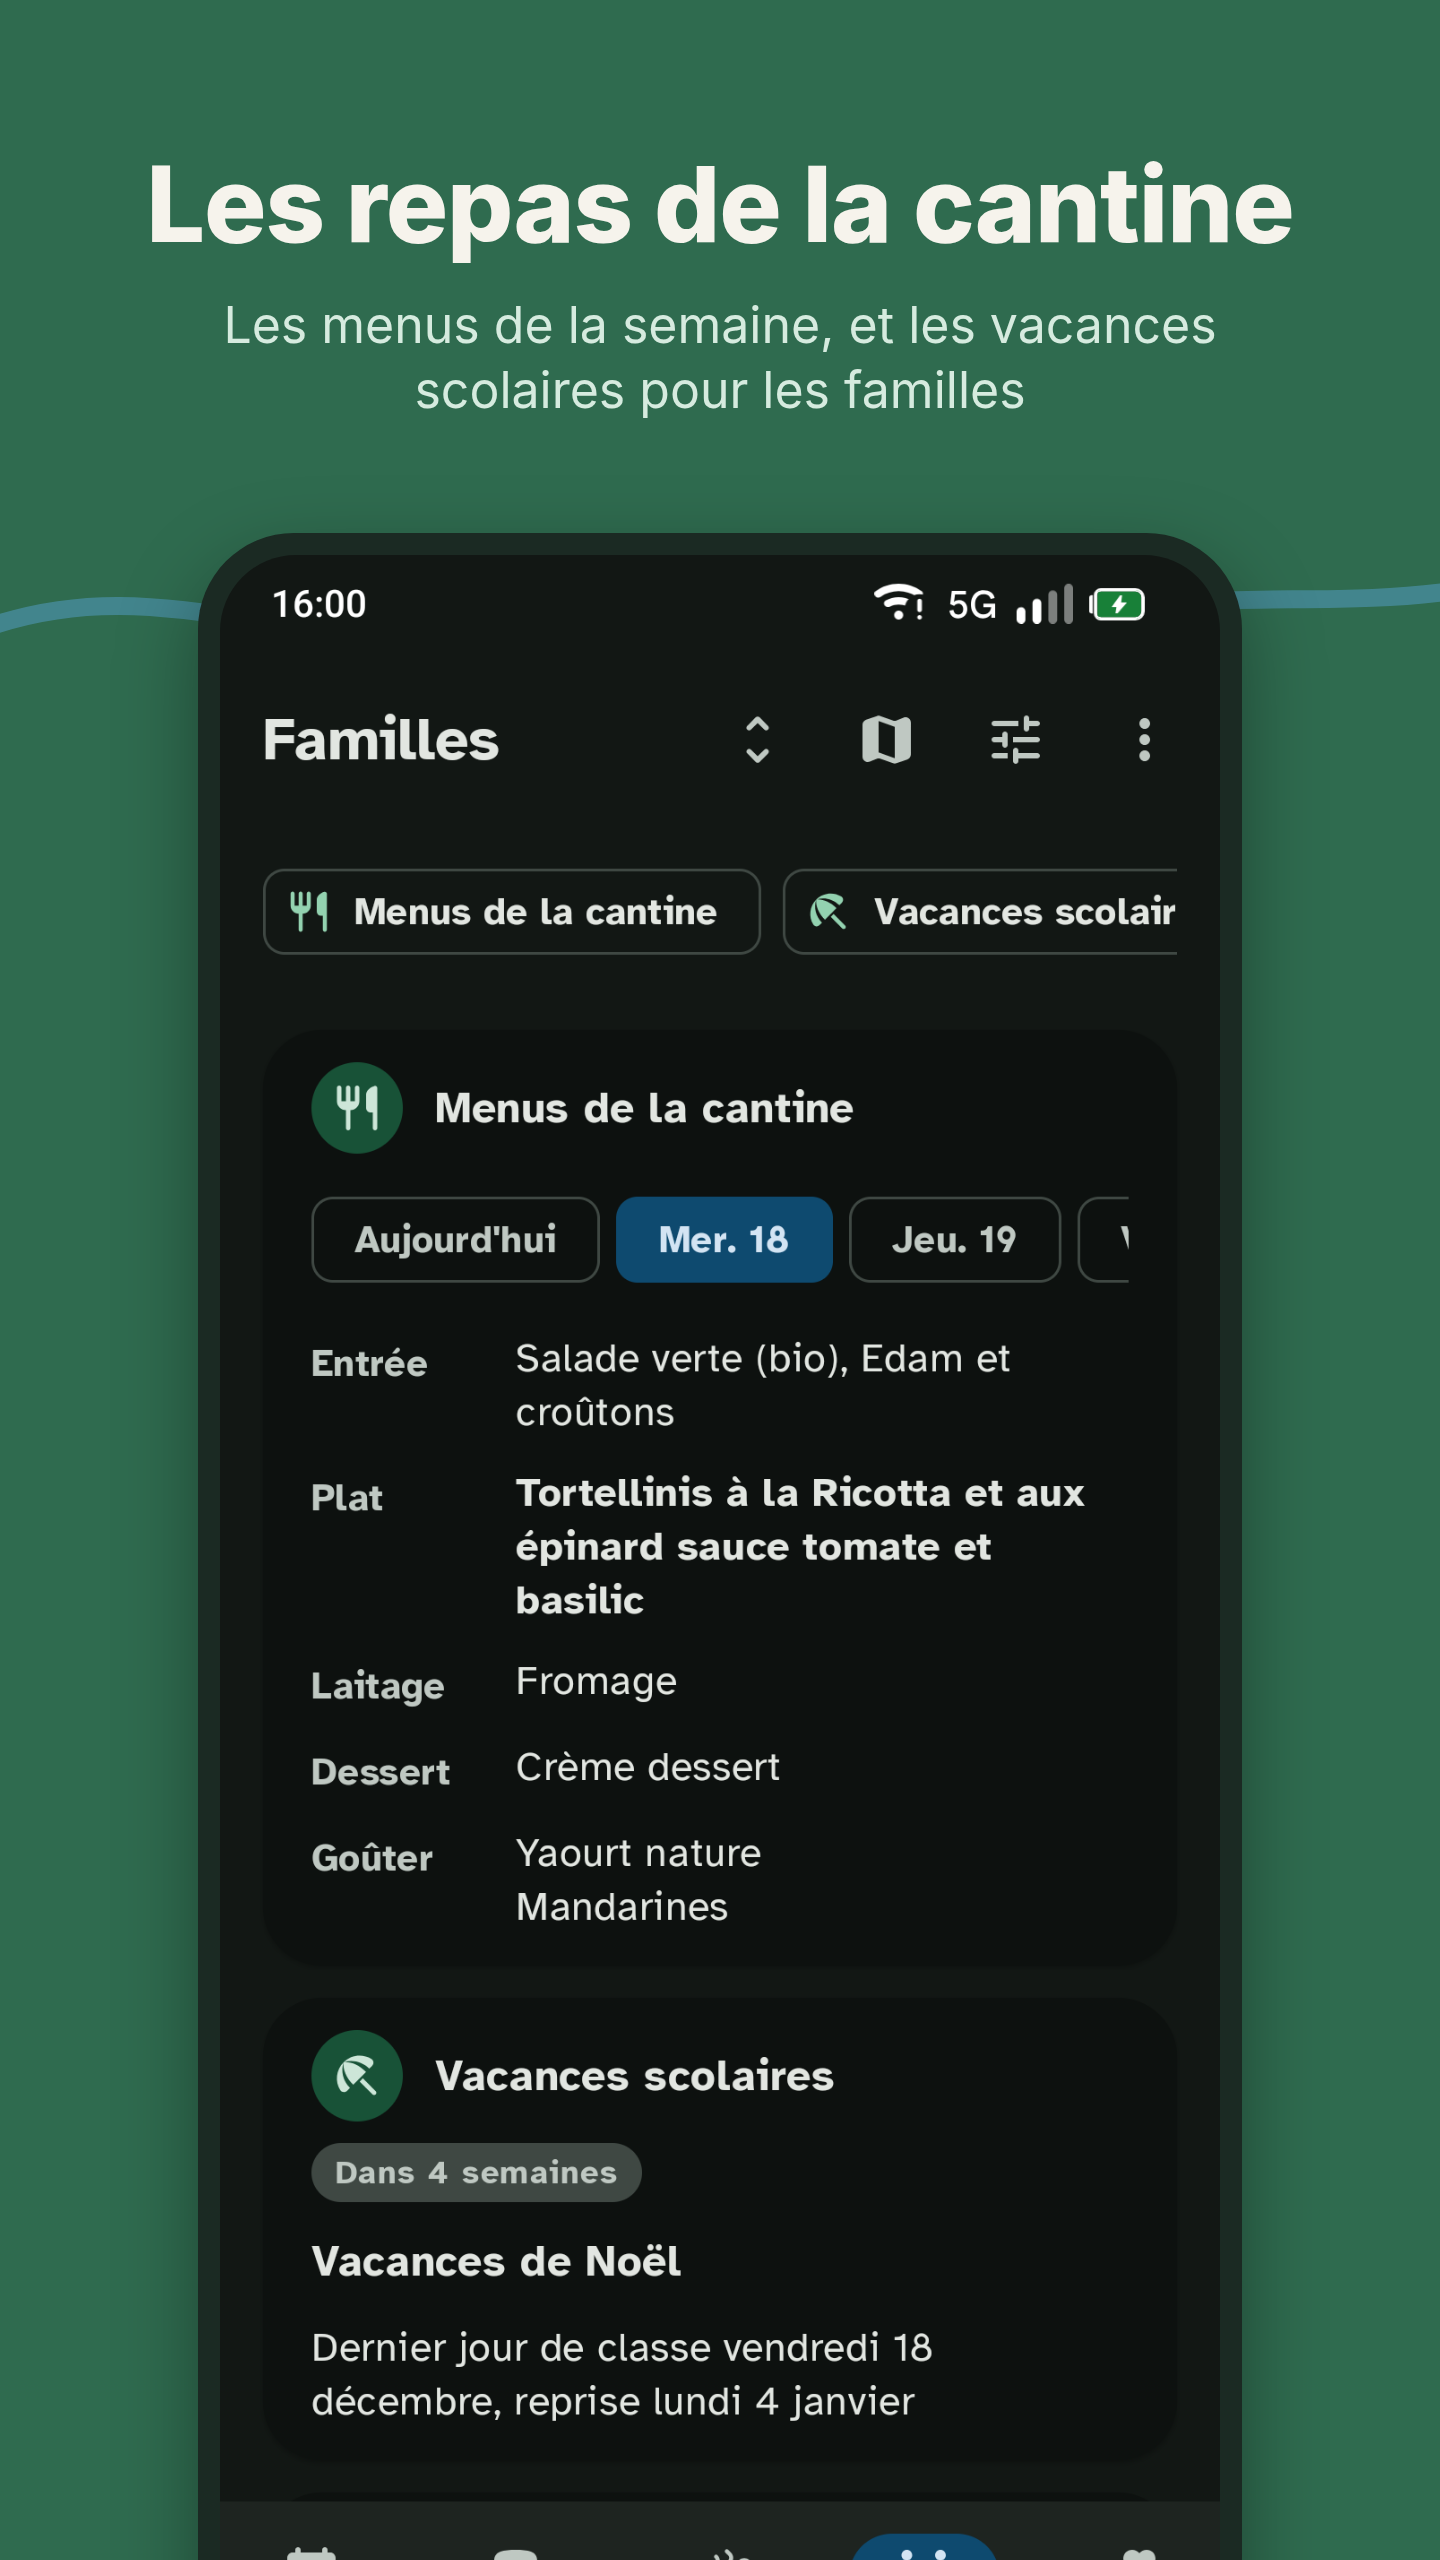 Les repas de la cantine
Les menus de la semaine, et les vacances
scolaires pour les familles
16:00
5G
Familles
Menus de la cantine
Vacances scolair
Menus de la cantine
Aujourd'hui
Mer. 18
Jeu. 19
Entrée
Salade verte (bio), Edam et
croûtons
Plat
Tortellinis à la Ricotta et aux
épinard sauce tomate et
basilic
Laitage
Fromage
Dessert
Crème dessert
Goûter
Yaourt nature
Mandarines
Vacances scolaires
Dans 4 semaines
Vacances de Noël
Dernier jour de classe vendredi 18
décembre, reprise lundi 4 janvier